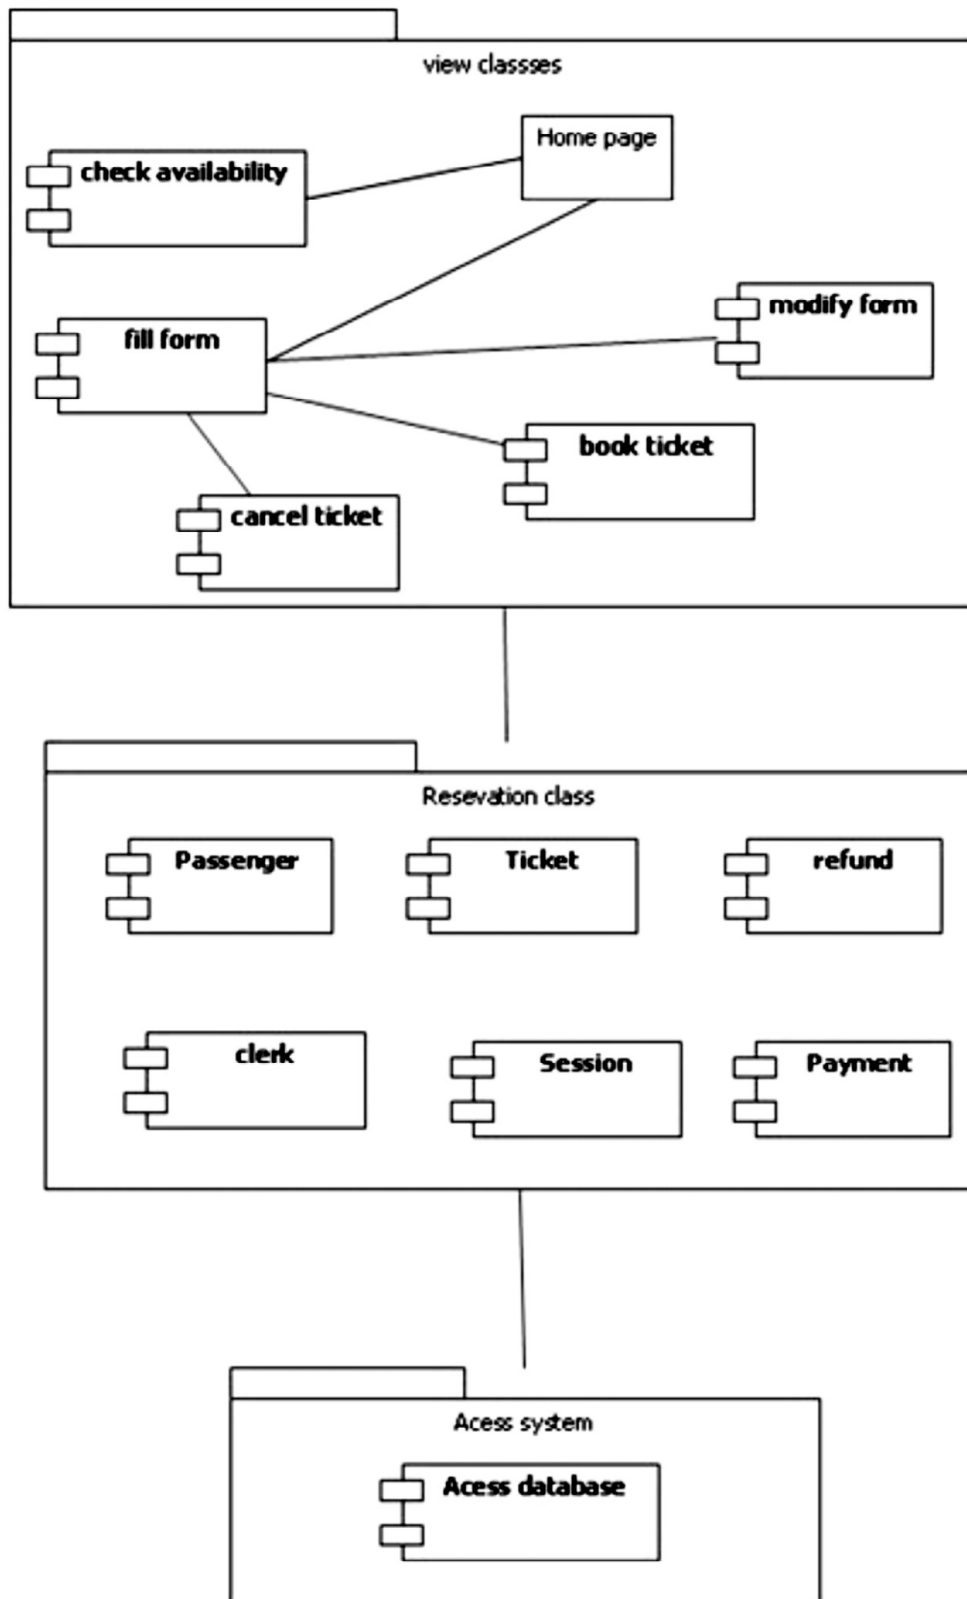 view classses
Home page
check availability
modify form
fill form
book ticket
cancel ticket
Resevation class
Passenger
Ticket
refund
clerk
Session
Payment
Acess system
Acess database